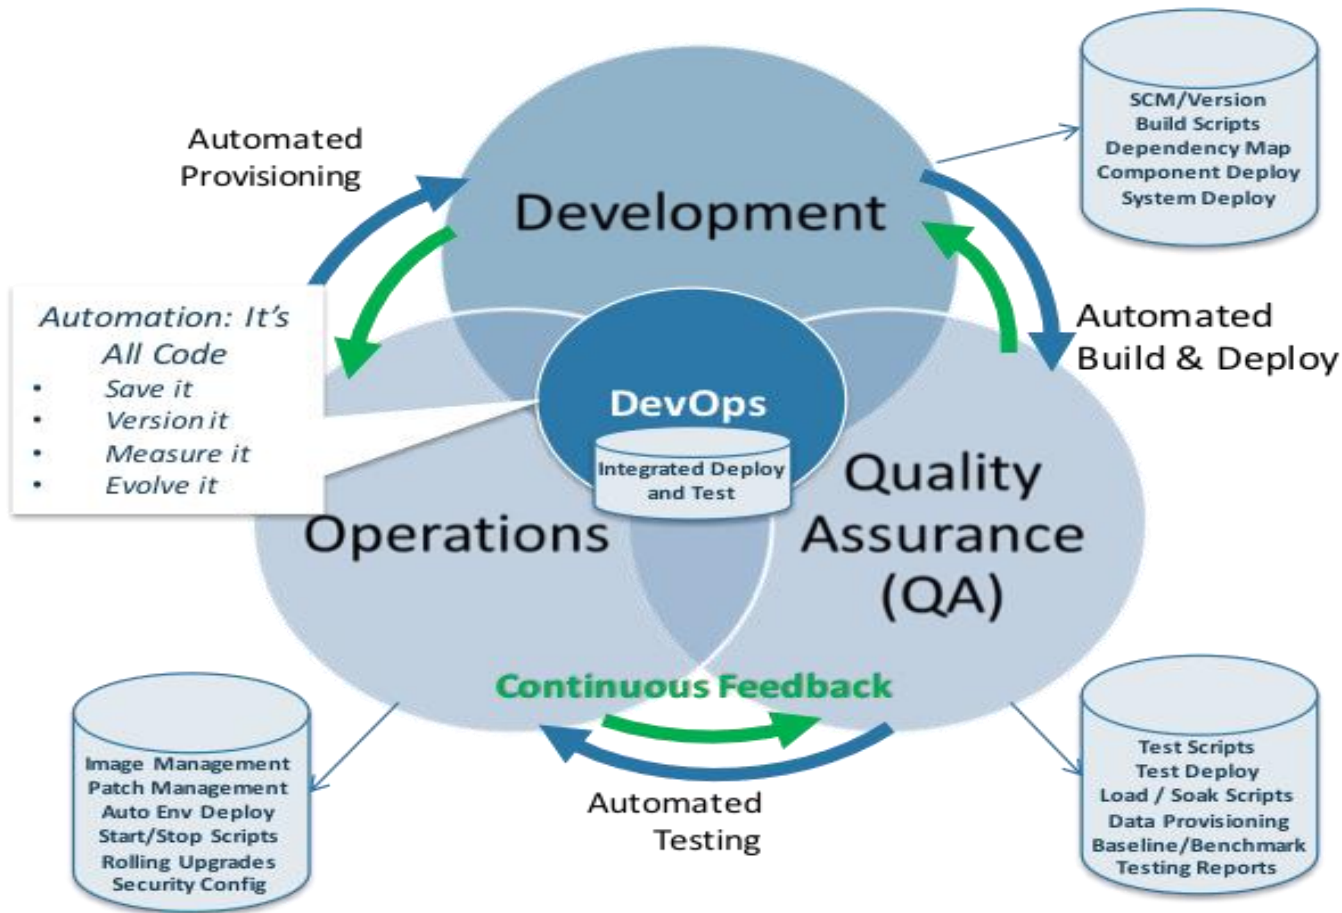 SCM/Version
Build Scripts
Dependency Map
Component Deploy
System Deploy
Automated
Provisioning
Development
Automation: It's
All Code
• Save it
• Version it
• Measure it
• Evolve it
Automated
Build & Deploy
DevOps
Integrated Deploy
and Test
Operations
Quality
Assurance
(QA)
Continuous Feedback
Image Management
Patch Management
Auto Env Deploy
Start/Stop Scripts
Rolling Upgrades
Security Config
Automated
Testing
Test Scripts
Test Deploy
Load / Soak Scripts
Data Provisioning
Baseline/Benchmark
Testing Reports